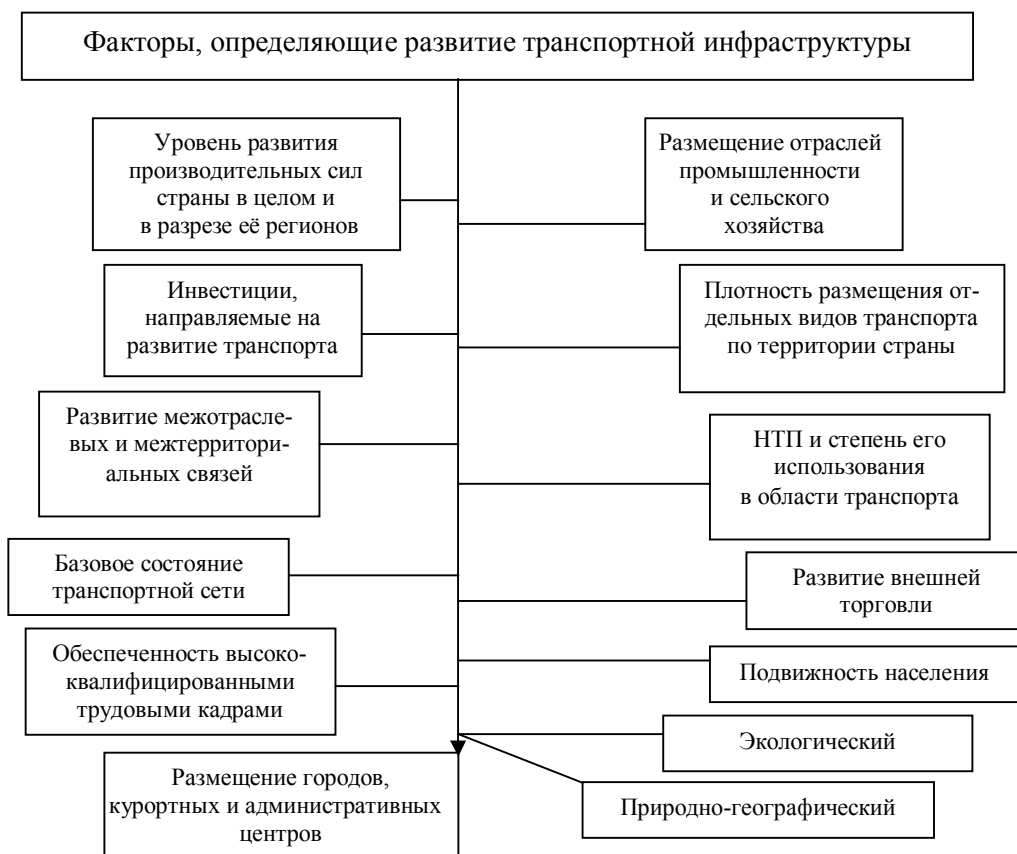 Факторы, определяющие развитие транспортной инфраструктуры
Уровень развития
производительных сил
страны в целом и
в разрезе её регионов
Размещение отраслей
промышленности
и сельского
хозяйства
Инвестиции,
направляемые на
развитие транспорта
Плотность размещения от-
дельных видов транспорта
по территории страны
Развитие межотрасле-
вых и межтерритори-
альных связей
НТП и степень его
использования
в области транспорта
Базовое состояние
транспортной сети
Развитие внешней
торговли
Обеспеченность высоко-
квалифицированными
трудовыми кадрами
Подвижность населения
Экологический
Размещение городов,
курортных и административных
центров
Природно-географический